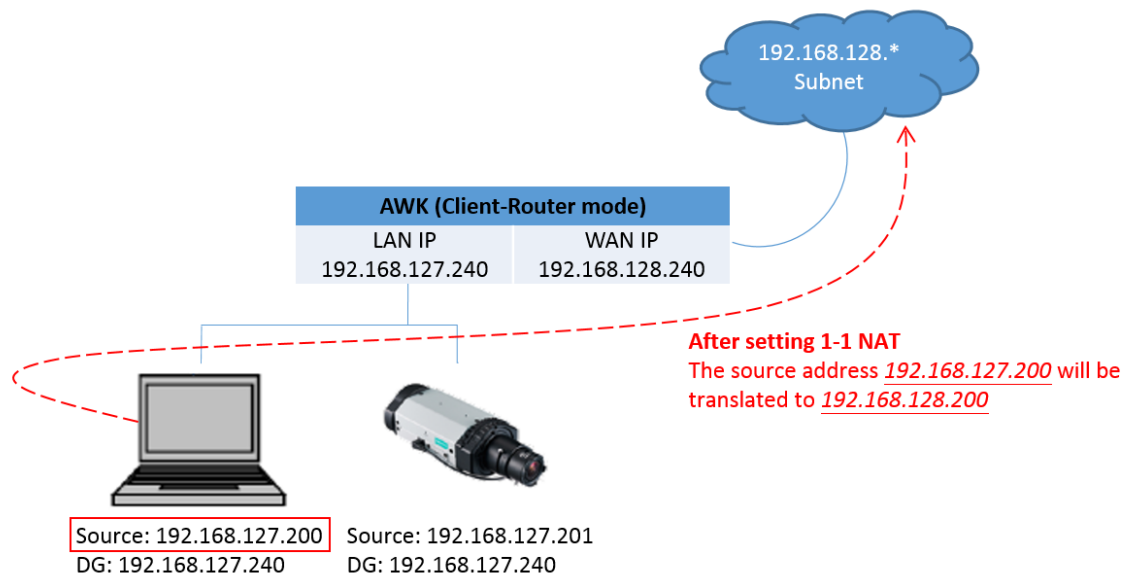 192.168.128.*
Subnet
AWK (Client-Router mode)
LAN IP
192.168.127.240
WAN IP
192.168.128.240
After setting 1-1 NAT
The source address 192.168.127.200 will be
translated to 192.168.128.200
Source: 192.168.127.200
DG: 192.168.127.240
Source: 192.168.127.201
DG: 192.168.127.240